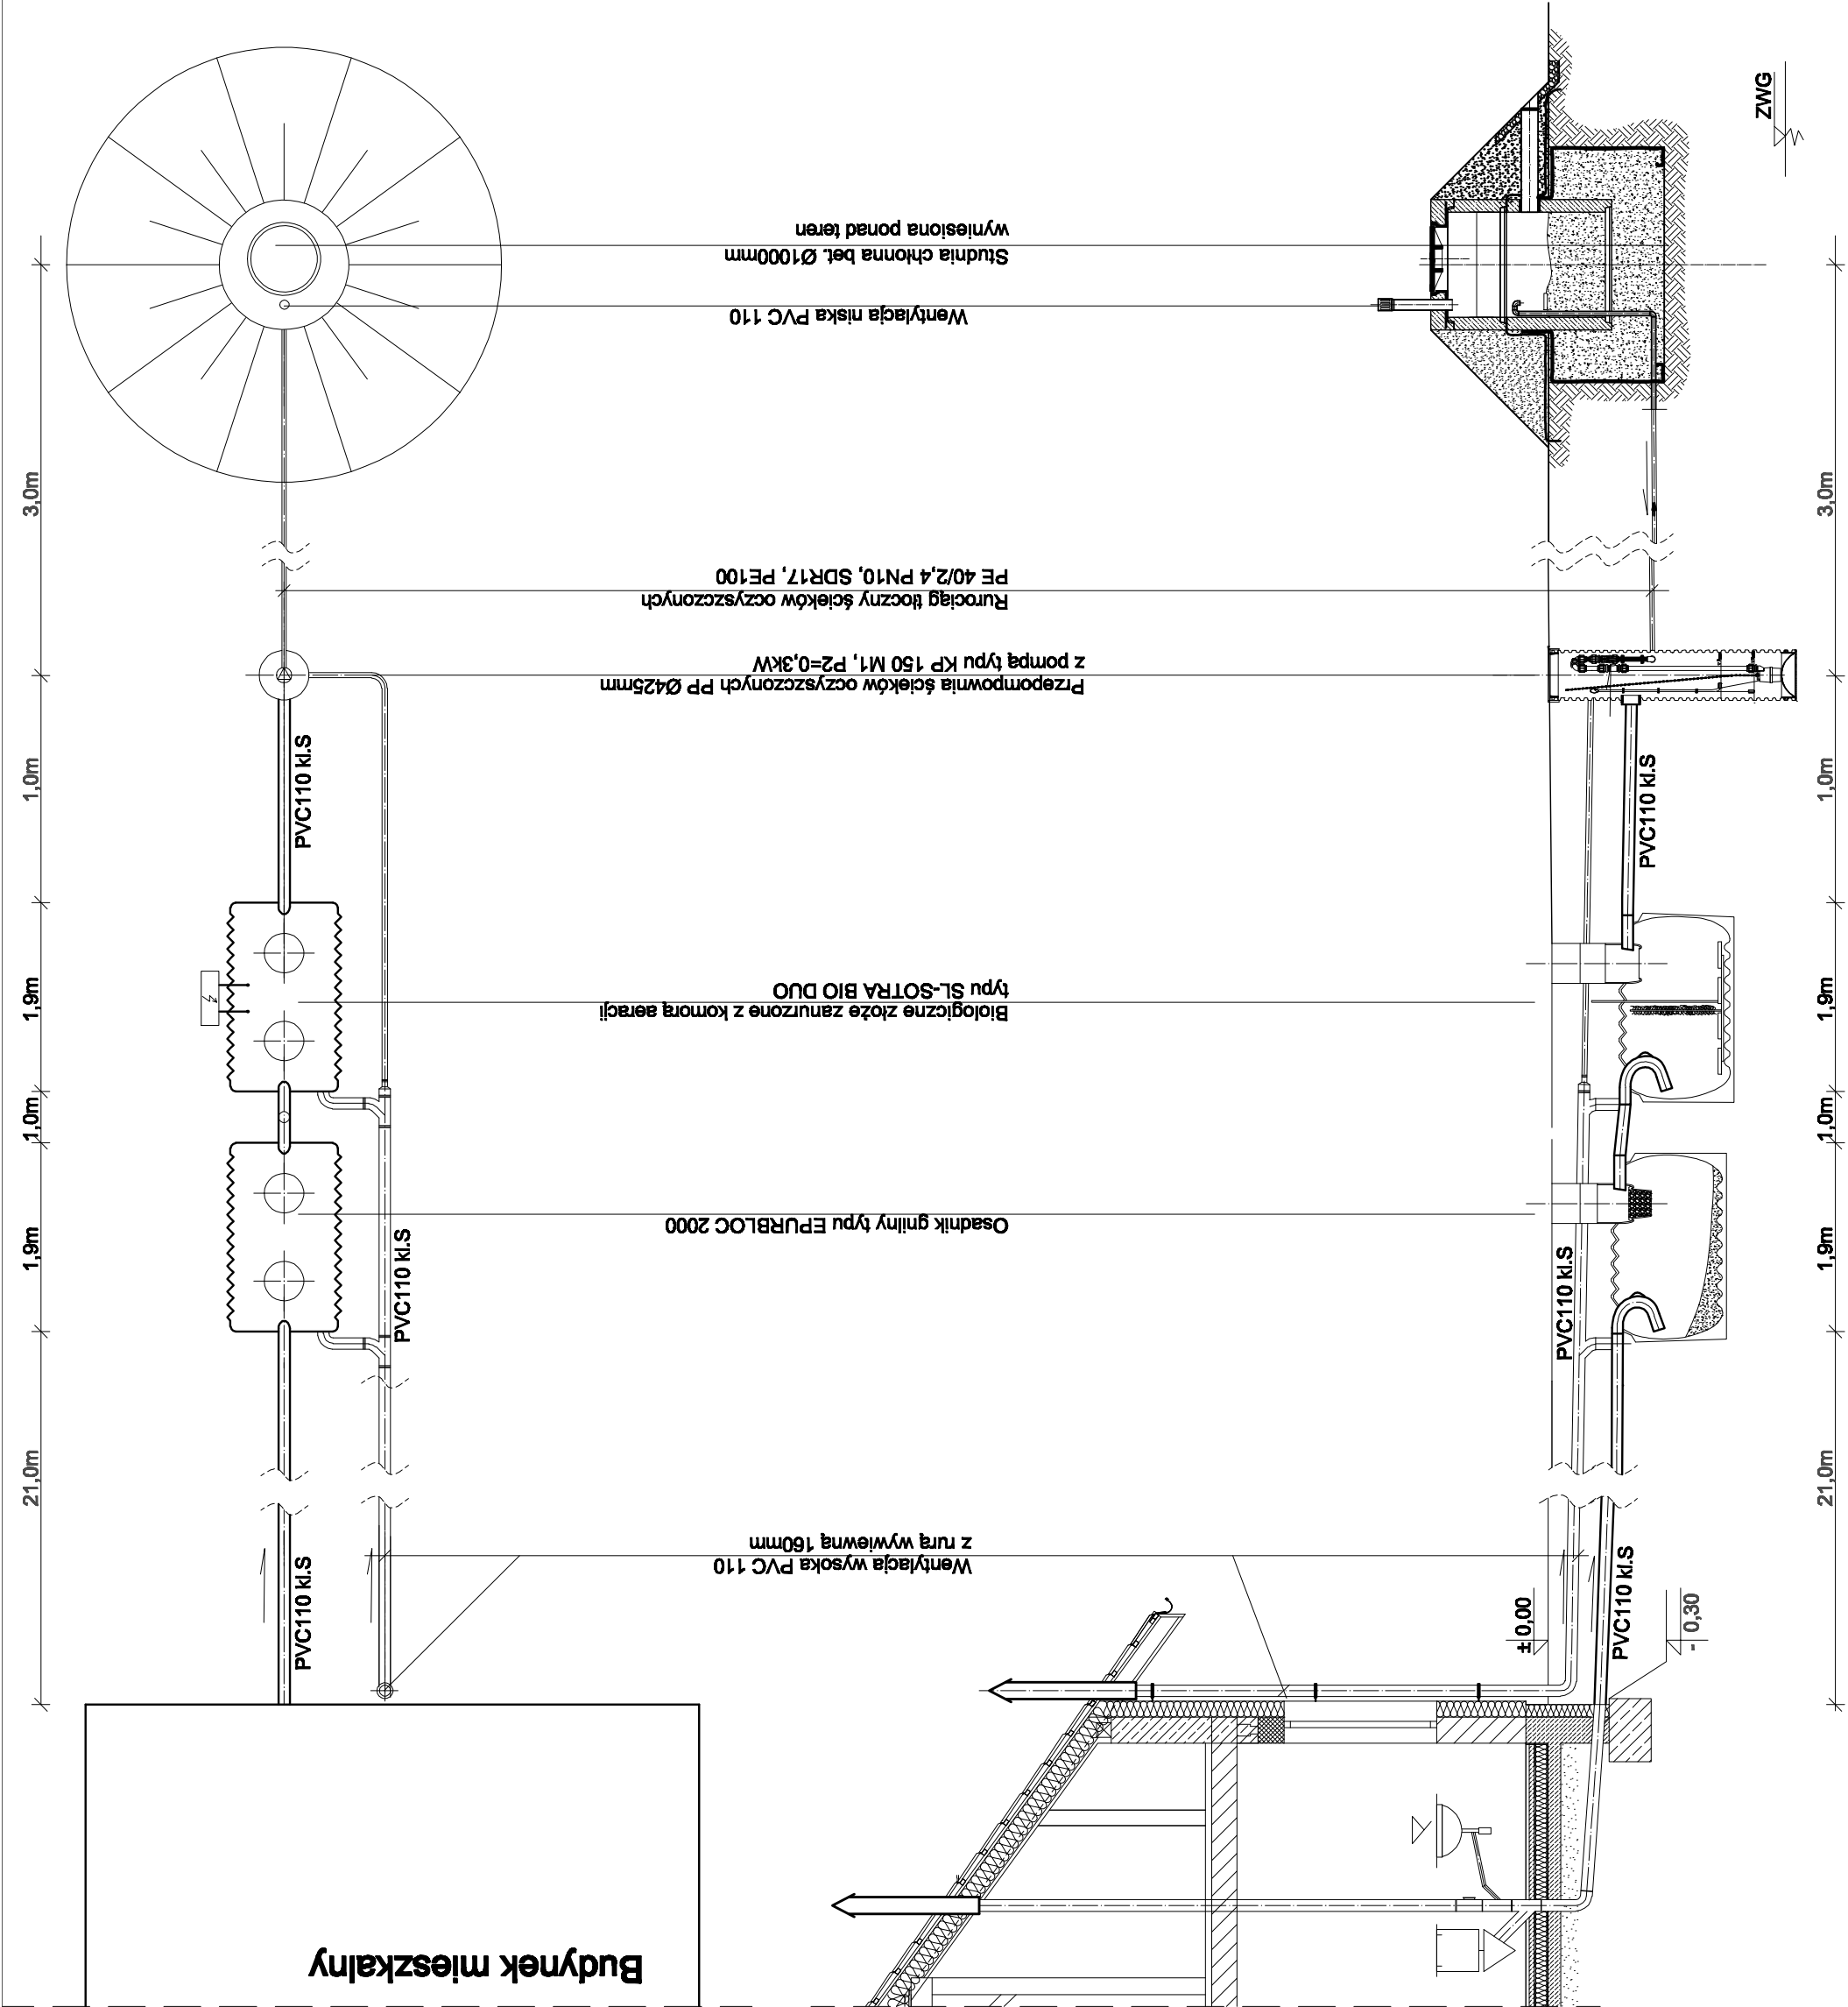 Budynek mieszkalny
Wentylacja wysoka PVC 110
z rurą wywiewną 160mm
Osadnik gnilny typu EPURBLOC 2000
Biologiczne złoże zanurzone z komorą aeracji
typu SL-SOTRA BIO DUO
Przepompownia ścieków oczyszczonych PP Ø425mm
z pompą typu KP 150 M1, P2=0,3kW
Rurociąg tłoczny ścieków oczyszczonych
PE 40/2,4 PN10, SDR17, PE100
Wentylacja niska PVC 110
Studnia chłonna bet. Ø1000mm
wyniesiona ponad teren
3,0m
1,0m
1,9m
1,0m
1,9m
21,0m
PVC110 kl.S
PVC110 kl.S
PVC110 kl.S
ZWG
PVC110 kl.S
PVC110 kl.S
PVC110 kl.S
± 0,00
- 0,30
3,0m
1,0m
1,9m
1,0m
1,9m
21,0m